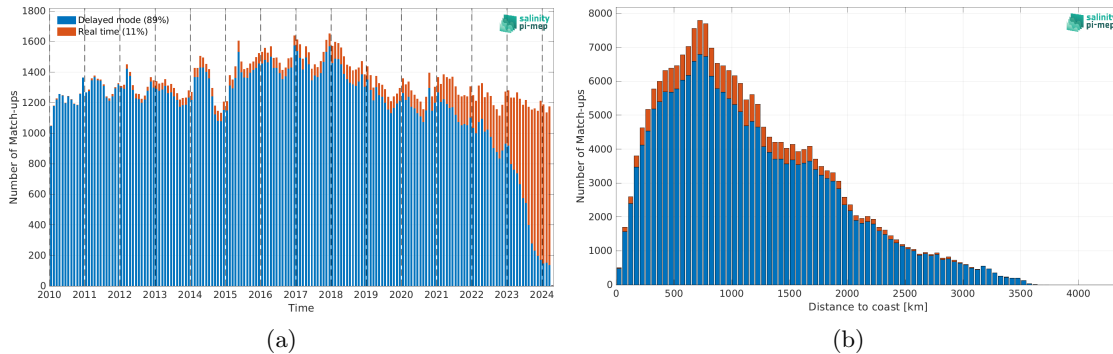 Delayed mode (89%)
Real time (11%)
salinity
pi-mep
1600
1400
1200
1000
800
600
400
200
0
Number of Match-ups
2010 2011 2012 2013 2014 2015 2016 2017 2018 2019 2020 2021 2022 2023 2024
Time
(a)
salinity
pi-mep
8000
7000
6000
5000
4000
3000
2000
1000
0
Number of Match-ups
0 500 1000 1500 2000 2500 3000 3500 4000
Distance to coast [km]
(b)